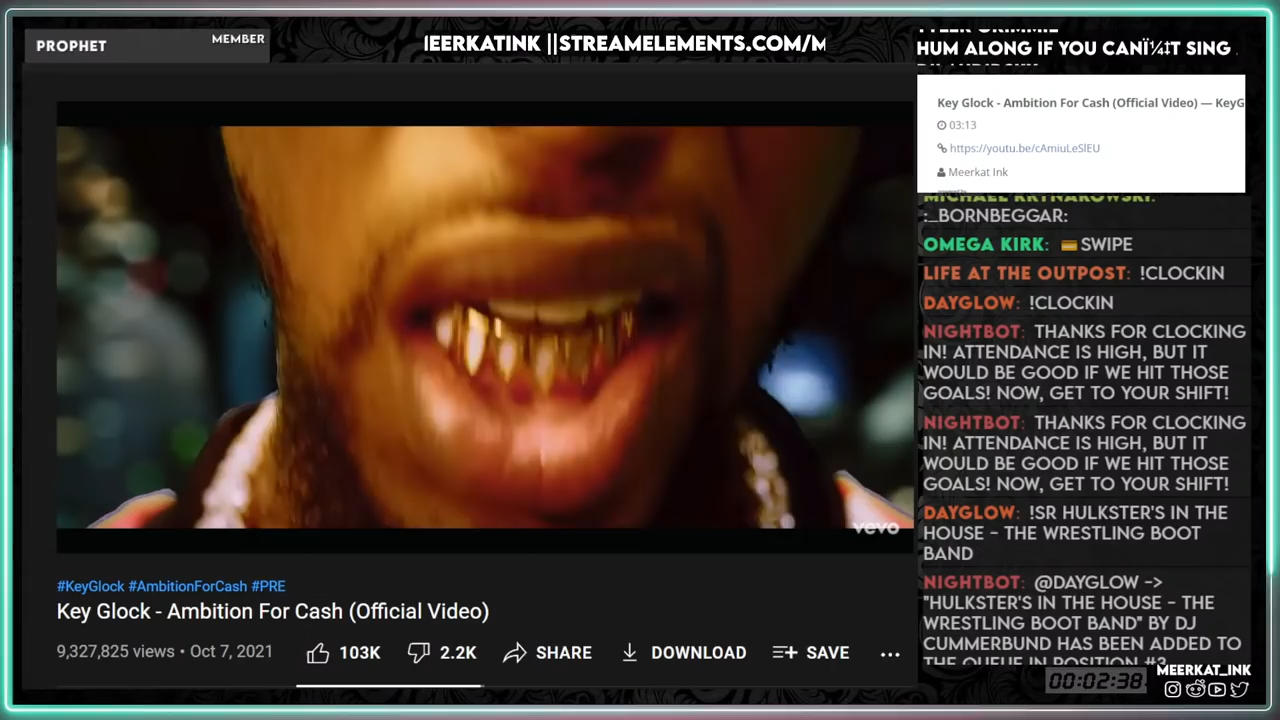 PROPHET
MEMBER
IEERKATINK ||STREAMELEMENTS.COM/M
HUM ALONG IF YOU CANÏ¼‡T SING
Key Glock - Ambition For Cash (Official Video) — KeyG
03:13
https://youtu.be/cAmiuLeSlEU
Meerkat Ink
:_BORNBEGGAR:
OMEGA KIRK: SWIPE
LIFE AT THE OUTPOST: !CLOCKIN
DAYGLOW: !CLOCKIN
NIGHTBOT: THANKS FOR CLOCKING
IN! ATTENDANCE IS HIGH, BUT IT
WOULD BE GOOD IF WE HIT THOSE
GOALS! NOW, GET TO YOUR SHIFT!
NIGHTBOT: THANKS FOR CLOCKING
IN! ATTENDANCE IS HIGH, BUT IT
WOULD BE GOOD IF WE HIT THOSE
GOALS! NOW, GET TO YOUR SHIFT!
DAYGLOW: !SR HULKSTER'S IN THE
HOUSE - THE WRESTLING BOOT
BAND
NIGHTBOT: @DAYGLOW ->
"HULKSTER'S IN THE HOUSE - THE
WRESTLING BOOT BAND" BY DJ
CUMMERBUND HAS BEEN ADDED TO
THE QUEUE IN POSITION #3
vevo
#KeyGlock #AmbitionForCash #PRE
Key Glock - Ambition For Cash (Official Video)
9,327,825 views • Oct 7, 2021
103K
2.2K
SHARE
DOWNLOAD
SAVE
00:02:38
MEERKAT_INK